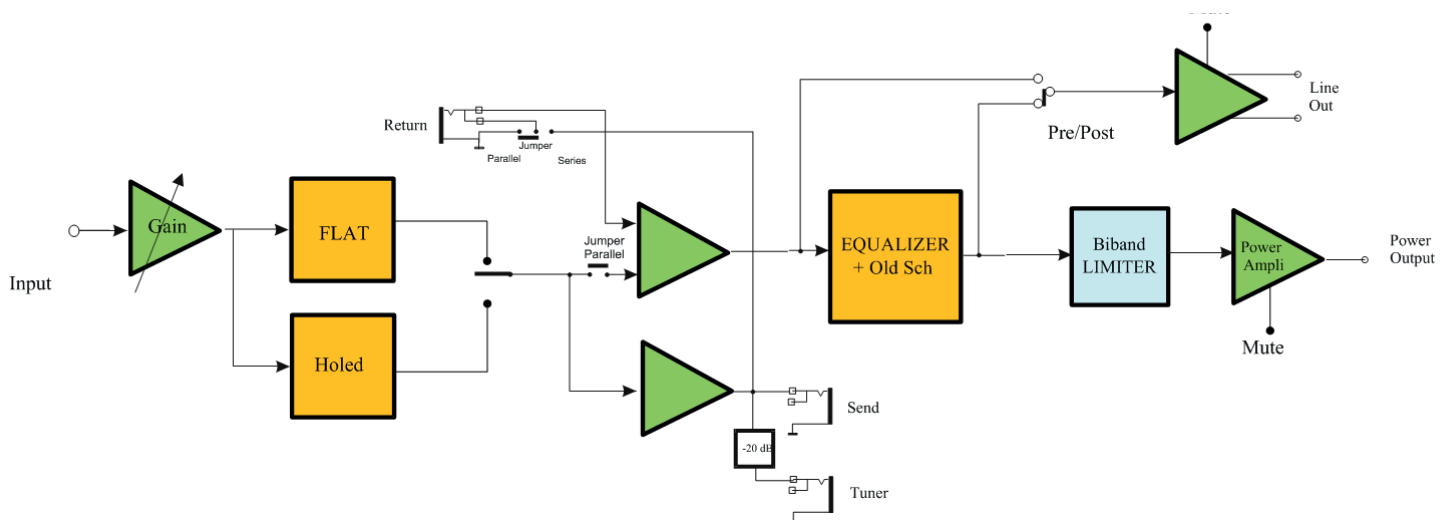 Line
Out
Pre/Post
Return
Jumper
Parallel
Series
Gain
FLAT
Jumper
Parallel
EQUALIZER
+ Old Sch
Biband
LIMITER
Power
Ampli
Power
Output
Input
Holed
Mute
Send
-20 dB
Tuner